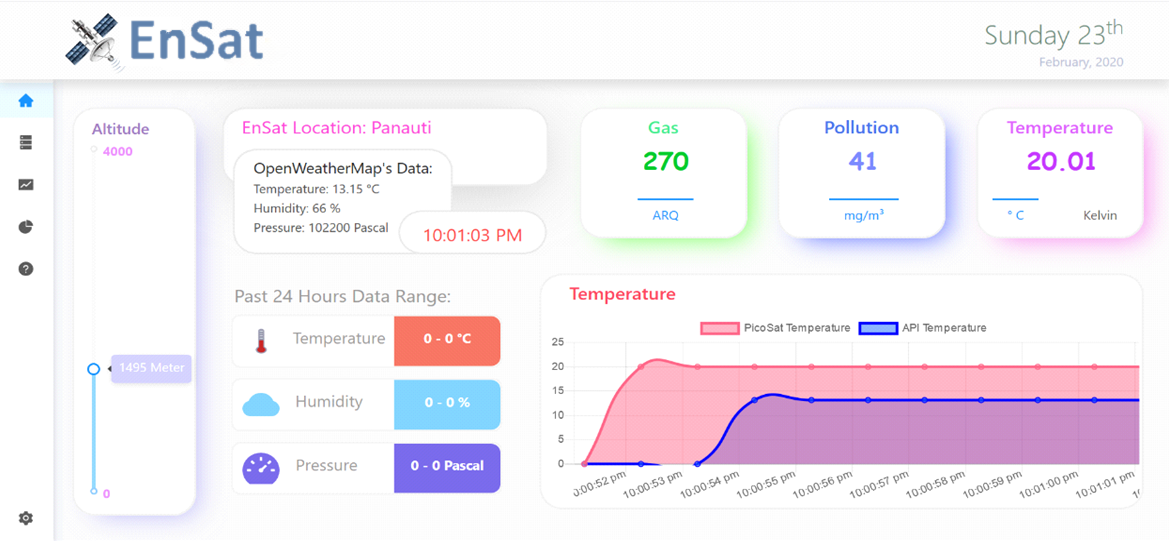 EnSat
Sunday 23th
February, 2020
Altitude
4000
1495 Meter
0
EnSat Location: Panauti
OpenWeatherMap's Data:
Temperature: 13.15 °C
Humidity: 66 %
Pressure: 102200 Pascal
10:01:03 PM
Gas
270
ARQ
Pollution
41
mg/m³
Temperature
20.01
° C
Kelvin
Past 24 Hours Data Range:
Temperature
0 - 0 °C
Humidity
0 - 0 %
Pressure
0 - 0 Pascal
Temperature
PicoSat Temperature
API Temperature
25
20
15
10
5
0
0:00:52 pm
10:00:53 pm
10:00:54 pm
10:00:55 pm
10:00:56 pm
10:00:57 pm
10:00:58 pm
10:00:59 pm
10:01:00 pm
10:01:01 pm